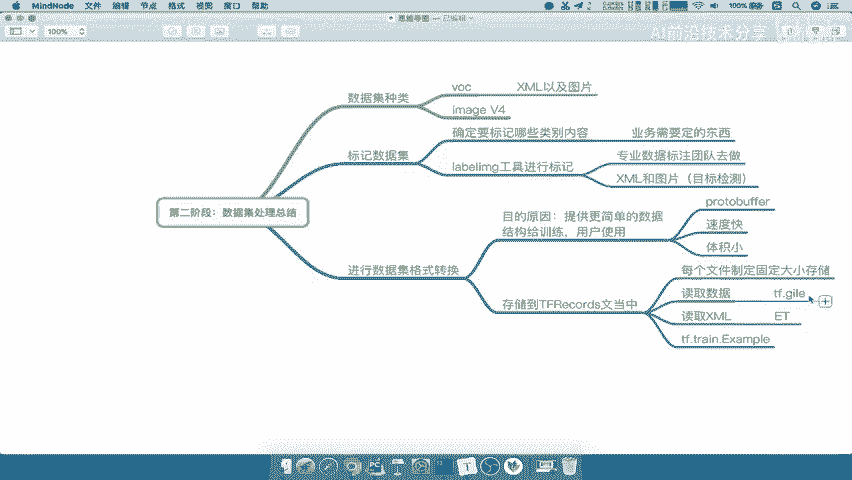 MindNode 文件 编辑 节点 格式 视图 窗口 帮助 100%
思维导图 — 已编辑
100%
AI前沿技术分享
数据集种类
voc
XML以及图片
image V4
标记数据集
确定要标记哪些类别内容
业务需要定的东西
labelimg工具进行标记
专业数据标注团队去做
XML和图片（目标检测）
第二阶段：数据集处理总结
进行数据集格式转换
目的原因：提供更简单的数据
结构给训练，用户使用
protobuffer
速度快
体积小
存储到TFRecords文当中
每个文件制定固定大小存储
读取数据
tf.gile
读取XML
ET
tf.train.Example